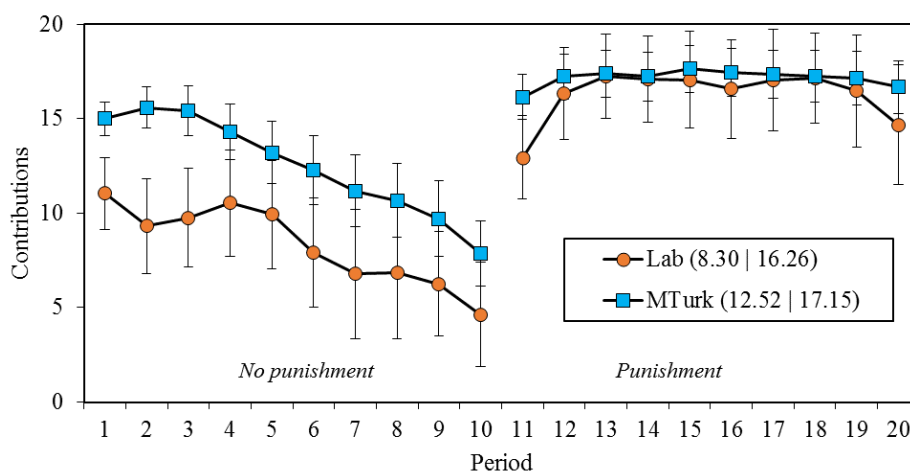 20
15
10
5
0
Contributions
Lab (8.30 | 16.26)
MTurk (12.52 | 17.15)
No punishment
Punishment
1 2 3 4 5 6 7 8 9 10 11 12 13 14 15 16 17 18 19 20
Period